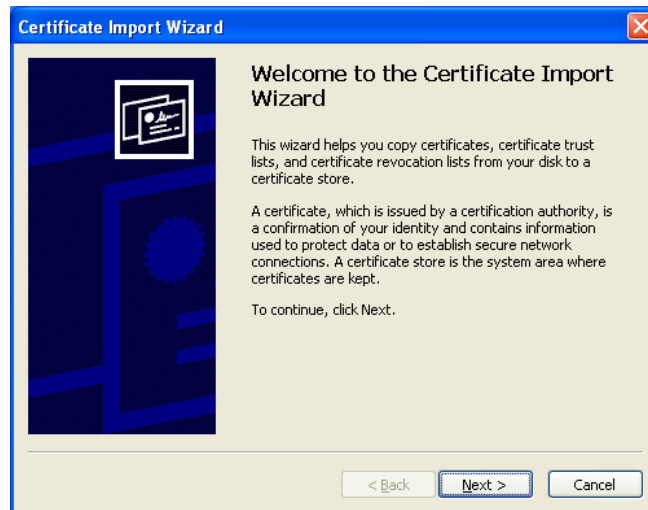 Certificate Import Wizard
Welcome to the Certificate Import
Wizard
This wizard helps you copy certificates, certificate trust
lists, and certificate revocation lists from your disk to a
certificate store.
A certificate, which is issued by a certification authority, is
a confirmation of your identity and contains information
used to protect data or to establish secure network
connections. A certificate store is the system area where
certificates are kept.
To continue, click Next.
< Back Next > Cancel